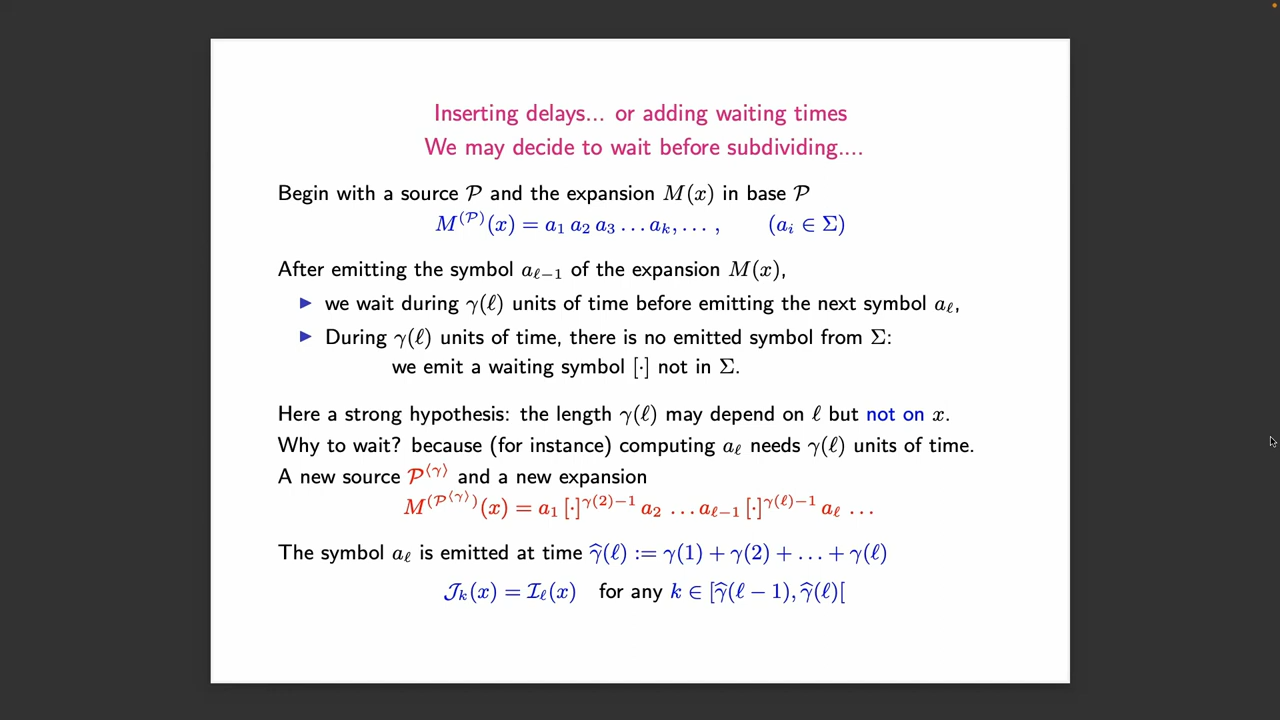 Inserting delays... or adding waiting times
We may decide to wait before subdividing....
Begin with a source 𝒫 and the expansion M(x) in base 𝒫
M^(𝒫)(x) = a₁ a₂ a₃ … aₖ, … ,  (aᵢ ∈ Σ)
After emitting the symbol a_{ℓ−1} of the expansion M(x),
▶ we wait during γ(ℓ) units of time before emitting the next symbol a_ℓ,
▶ During γ(ℓ) units of time, there is no emitted symbol from Σ:
we emit a waiting symbol [·] not in Σ.
Here a strong hypothesis: the length γ(ℓ) may depend on ℓ but not on x.
Why to wait? because (for instance) computing a_ℓ needs γ(ℓ) units of time.
A new source 𝒫^⟨γ⟩ and a new expansion
M^(𝒫^⟨γ⟩)(x) = a₁ [·]^{γ(2)−1} a₂ … a_{ℓ−1} [·]^{γ(ℓ)−1} a_ℓ …
The symbol a_ℓ is emitted at time γ̂(ℓ) := γ(1) + γ(2) + … + γ(ℓ)
𝒥ₖ(x) = ℐ_ℓ(x)  for any k ∈ [γ̂(ℓ − 1), γ̂(ℓ)[